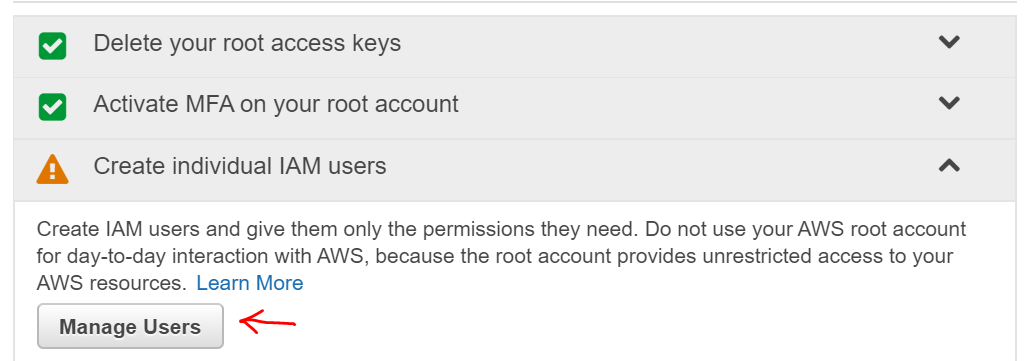 Delete your root access keys
Activate MFA on your root account
Create individual IAM users
Create IAM users and give them only the permissions they need. Do not use your AWS root account
for day-to-day interaction with AWS, because the root account provides unrestricted access to your
AWS resources. Learn More
Manage Users